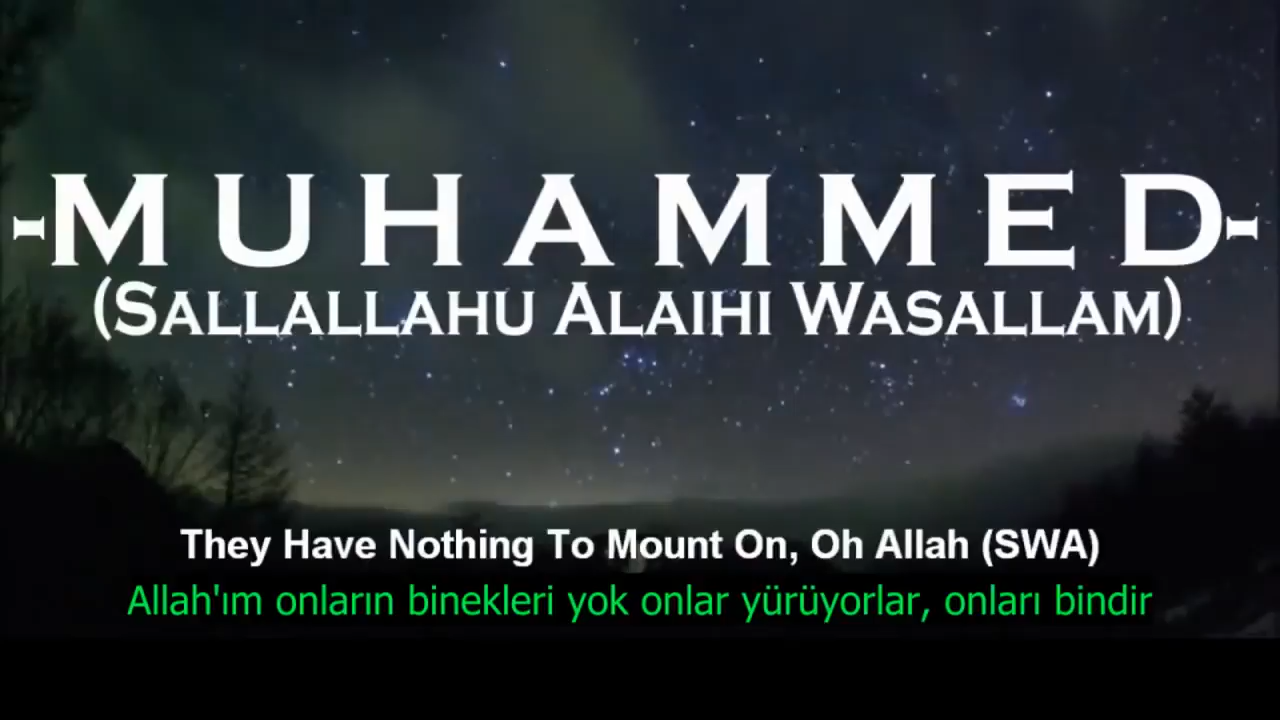 -MUHAMMED-
(SALLALLAHU ALAIHI WASALLAM)
They Have Nothing To Mount On, Oh Allah (SWA)
Allah'ım onların binekleri yok onlar yürüyorlar, onları bindir